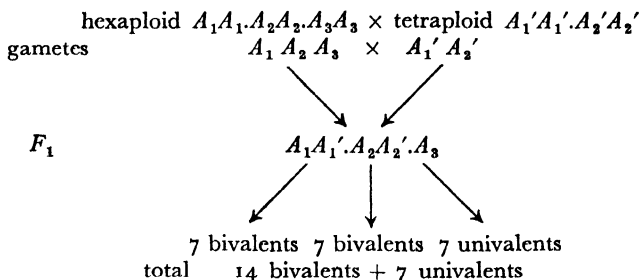 hexaploid A₁A₁.A₂A₂.A₃A₃ × tetraploid A₁′A₁′.A₂′A₂′
gametes A₁ A₂ A₃ × A₁′ A₂′
F₁ A₁A₁′.A₂A₂′.A₃
7 bivalents 7 bivalents 7 univalents
total 14 bivalents + 7 univalents